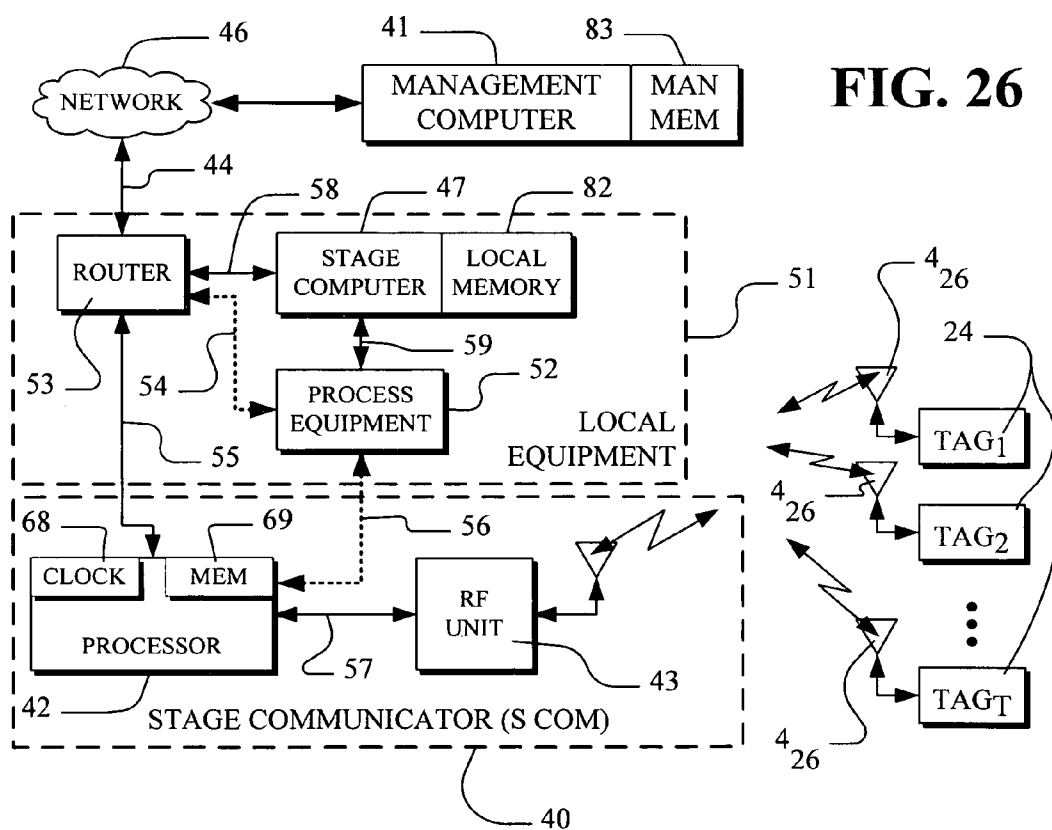 46
41
83
FIG. 26
NETWORK
MANAGEMENT
COMPUTER
MAN
MEM
44
58
47
82
ROUTER
STAGE
COMPUTER
LOCAL
MEMORY
51
4
26
24
53
54
59
52
PROCESS
EQUIPMENT
TAG1
LOCAL
EQUIPMENT
55
4
26
TAG2
68
69
56
CLOCK
MEM
PROCESSOR
RF
UNIT
57
43
TAGT
42
STAGE COMMUNICATOR (S COM)
4
26
40